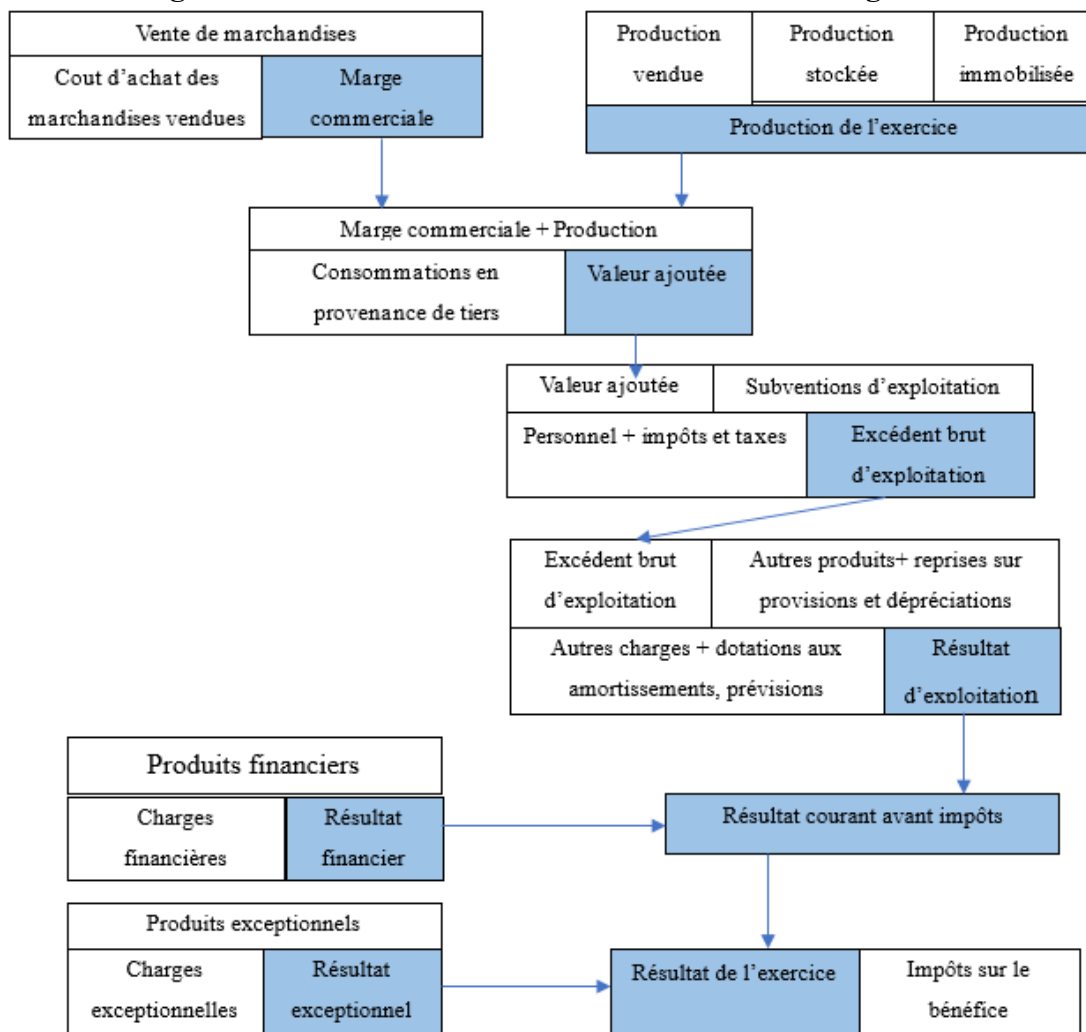 Vente de marchandises
Cout d’achat des
marchandises vendues
Marge
commerciale
Production
vendue
Production
stockée
Production
immobilisée
Production de l’exercice
Marge commerciale + Production
Consommations en
provenance de tiers
Valeur ajoutée
Valeur ajoutée
Subventions d’exploitation
Personnel + impôts et taxes
Excédent brut
d’exploitation
Excédent brut
d’exploitation
Autres produits+ reprises sur
provisions et dépréciations
Autres charges + dotations aux
amortissements, prévisions
Résultat
d’exploitation
Produits financiers
Charges
financières
Résultat
financier
Résultat courant avant impôts
Produits exceptionnels
Charges
exceptionnelles
Résultat
exceptionnel
Résultat de l’exercice
Impôts sur le
bénéfice